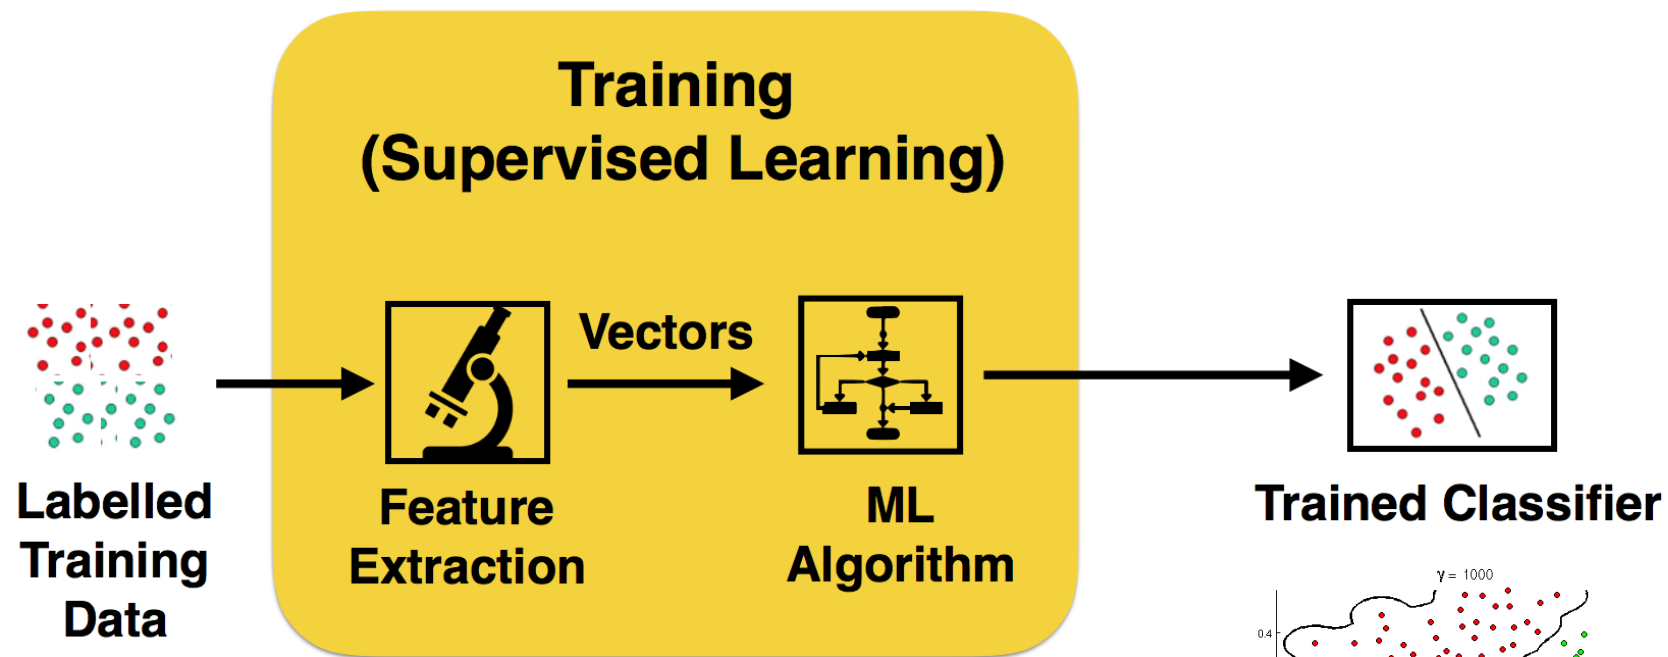 Training
(Supervised Learning)
Vectors
Labelled
Training
Data
Feature
Extraction
ML
Algorithm
Trained Classifier
γ = 1000
0.4